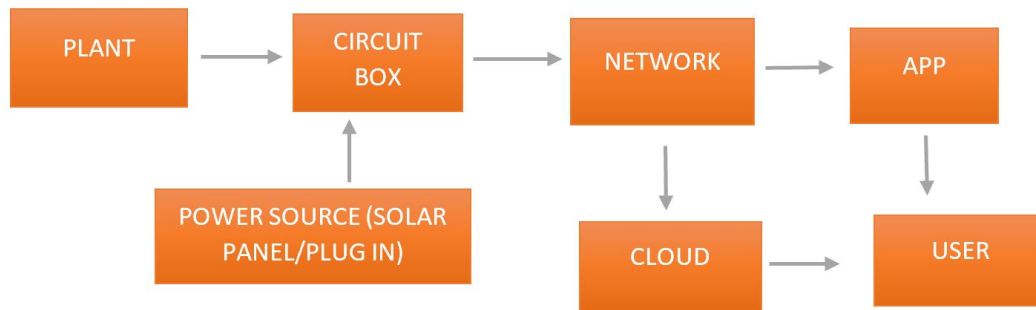 PLANT
CIRCUIT
BOX
NETWORK
APP
POWER SOURCE (SOLAR
PANEL/PLUG IN)
CLOUD
USER